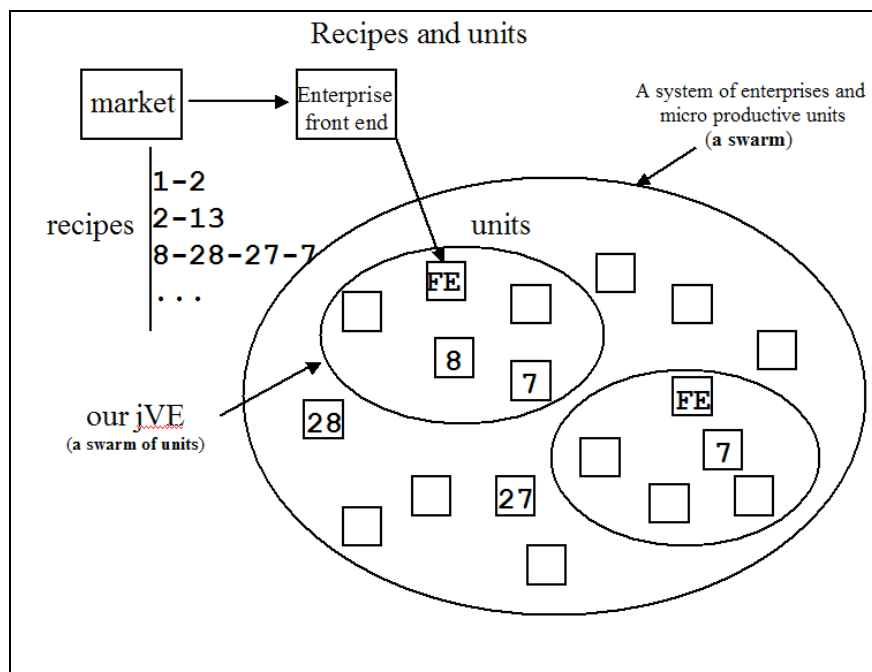 Recipes and units
market
Enterprise
front end
A system of enterprises and
micro productive units
(a swarm)
recipes
1-2
2-13
8-28-27-7
...
units
FE
8
7
our jVE
(a swarm of units)
28
FE
7
27